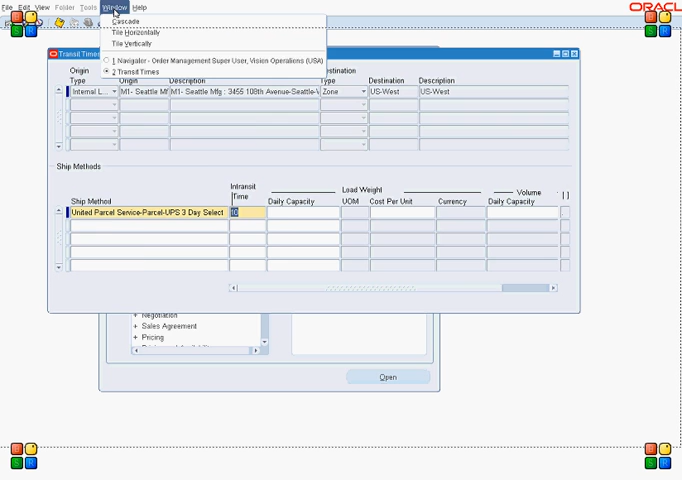 File Edit View Folder Tools Window Help
ORACL
Cascade
Tile Horizontally
Tile Vertically
1 Navigator - Order Management Super User, Vision Operations (USA)
2 Transit Times
Transit Times
Origin
Destination
Type Origin Description Type Destination Description
Internal L... M1- Seattle Mf M1- Seattle Mfg : 3455 108th Avenue-Seattle-V Zone US-West US-West
Ship Methods
Intransit Load Weight Volume
Ship Method Time Daily Capacity UOM Cost Per Unit Currency Daily Capacity [ ]
United Parcel Service-Parcel-UPS 3 Day Select 10
+ Negotiation
+ Sales Agreement
+ Pricing
Open